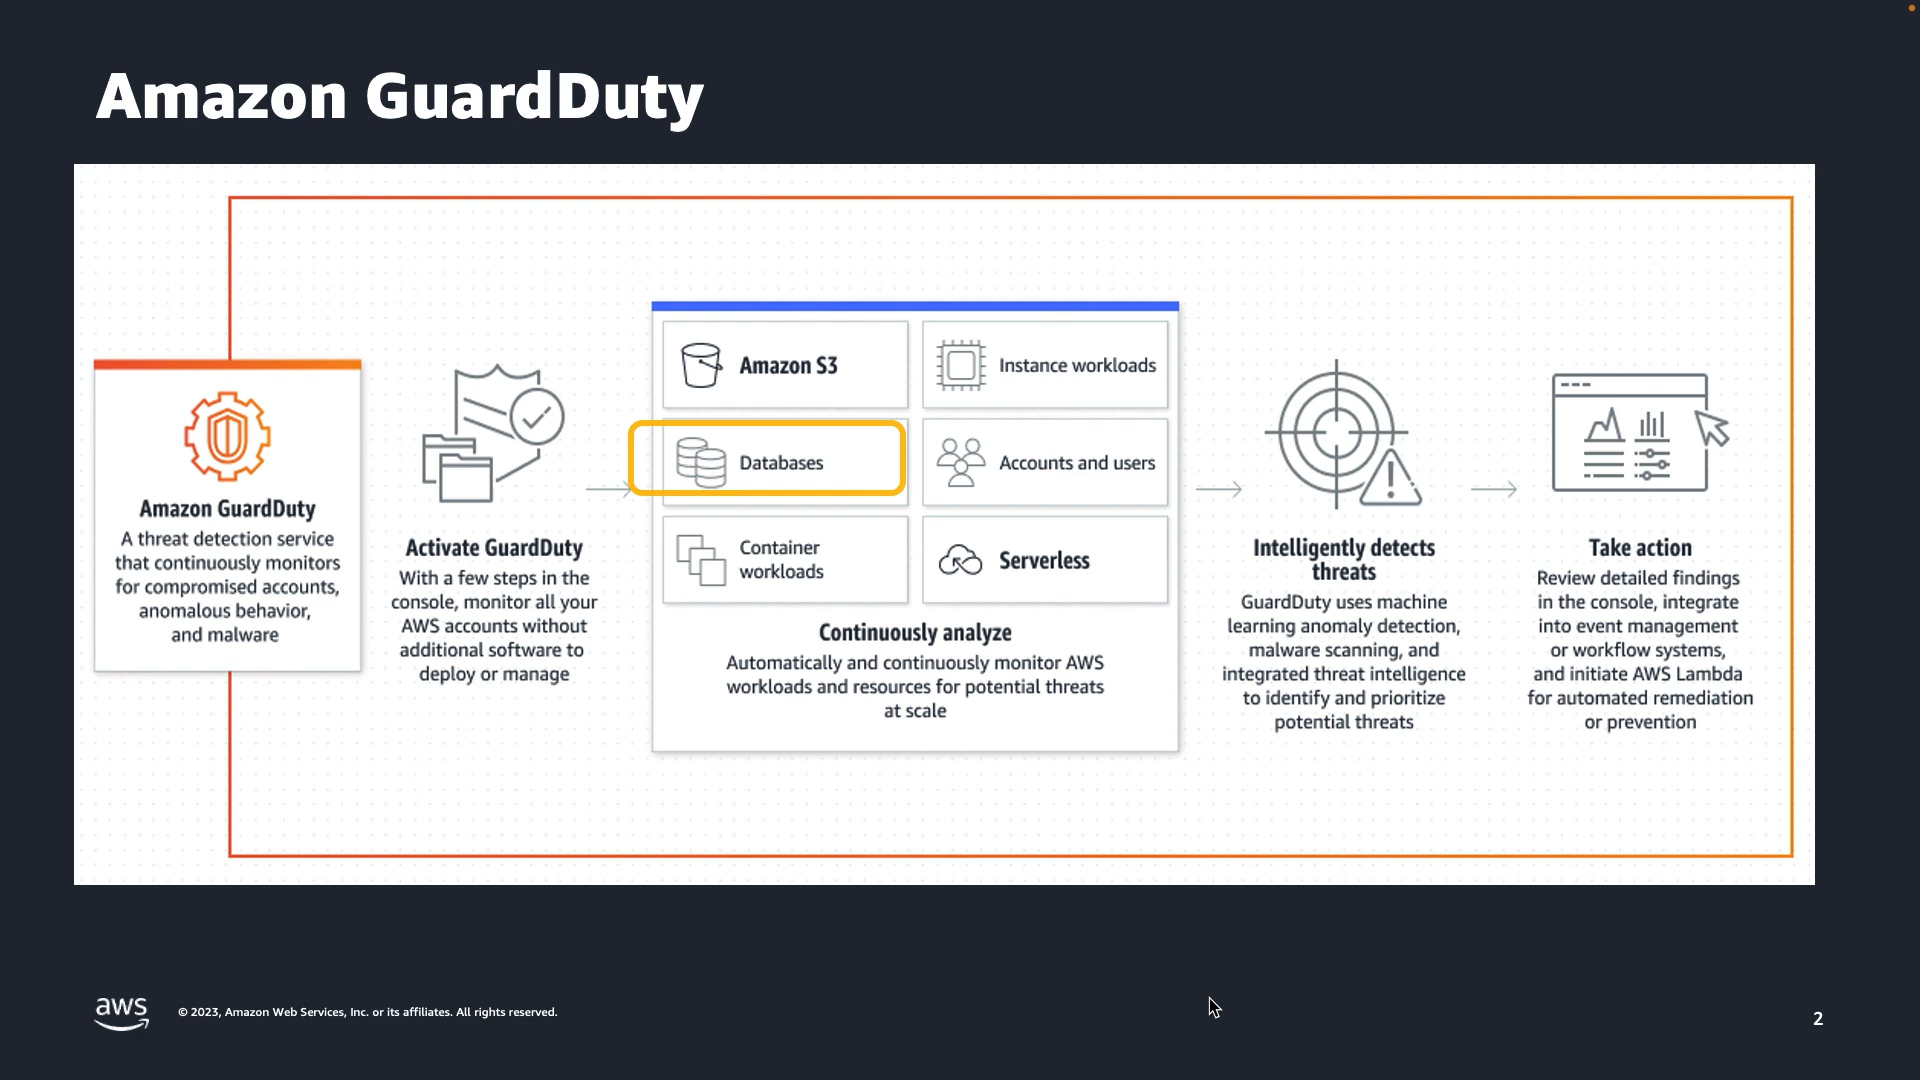 Amazon GuardDuty
Amazon GuardDuty
A threat detection service
that continuously monitors
for compromised accounts,
anomalous behavior,
and malware
Activate GuardDuty
With a few steps in the
console, monitor all your
AWS accounts without
additional software to
deploy or manage
Amazon S3
Instance workloads
Databases
Accounts and users
Container
workloads
Serverless
Continuously analyze
Automatically and continuously monitor AWS
workloads and resources for potential threats
at scale
Intelligently detects
threats
GuardDuty uses machine
learning anomaly detection,
malware scanning, and
integrated threat intelligence
to identify and prioritize
potential threats
Take action
Review detailed findings
in the console, integrate
into event management
or workflow systems,
and initiate AWS Lambda
for automated remediation
or prevention
aws
© 2023, Amazon Web Services, Inc. or its affiliates. All rights reserved.
2